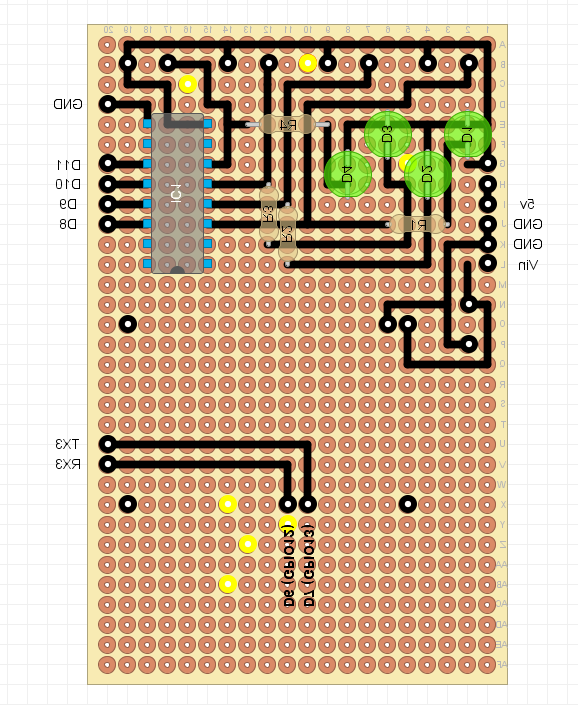 20 19 18 17 16 15 14 13 12 11 10 9 8 7 6 5 4 3 2 1
A
B
C
GND D
R4 E
D3 D1
F
D11 G
D4 D2
D10 IC1 H
D9 R3 I 5v
D8 R2 R1 J GND
K GND
L Vin
M
N
O
P
Q
R
S
T
TX3 U
RX3 V
W
X
Y
Z
D6 (GPIO12)
D7 (GPIO13)
AA
AB
AC
AD
AE
AF